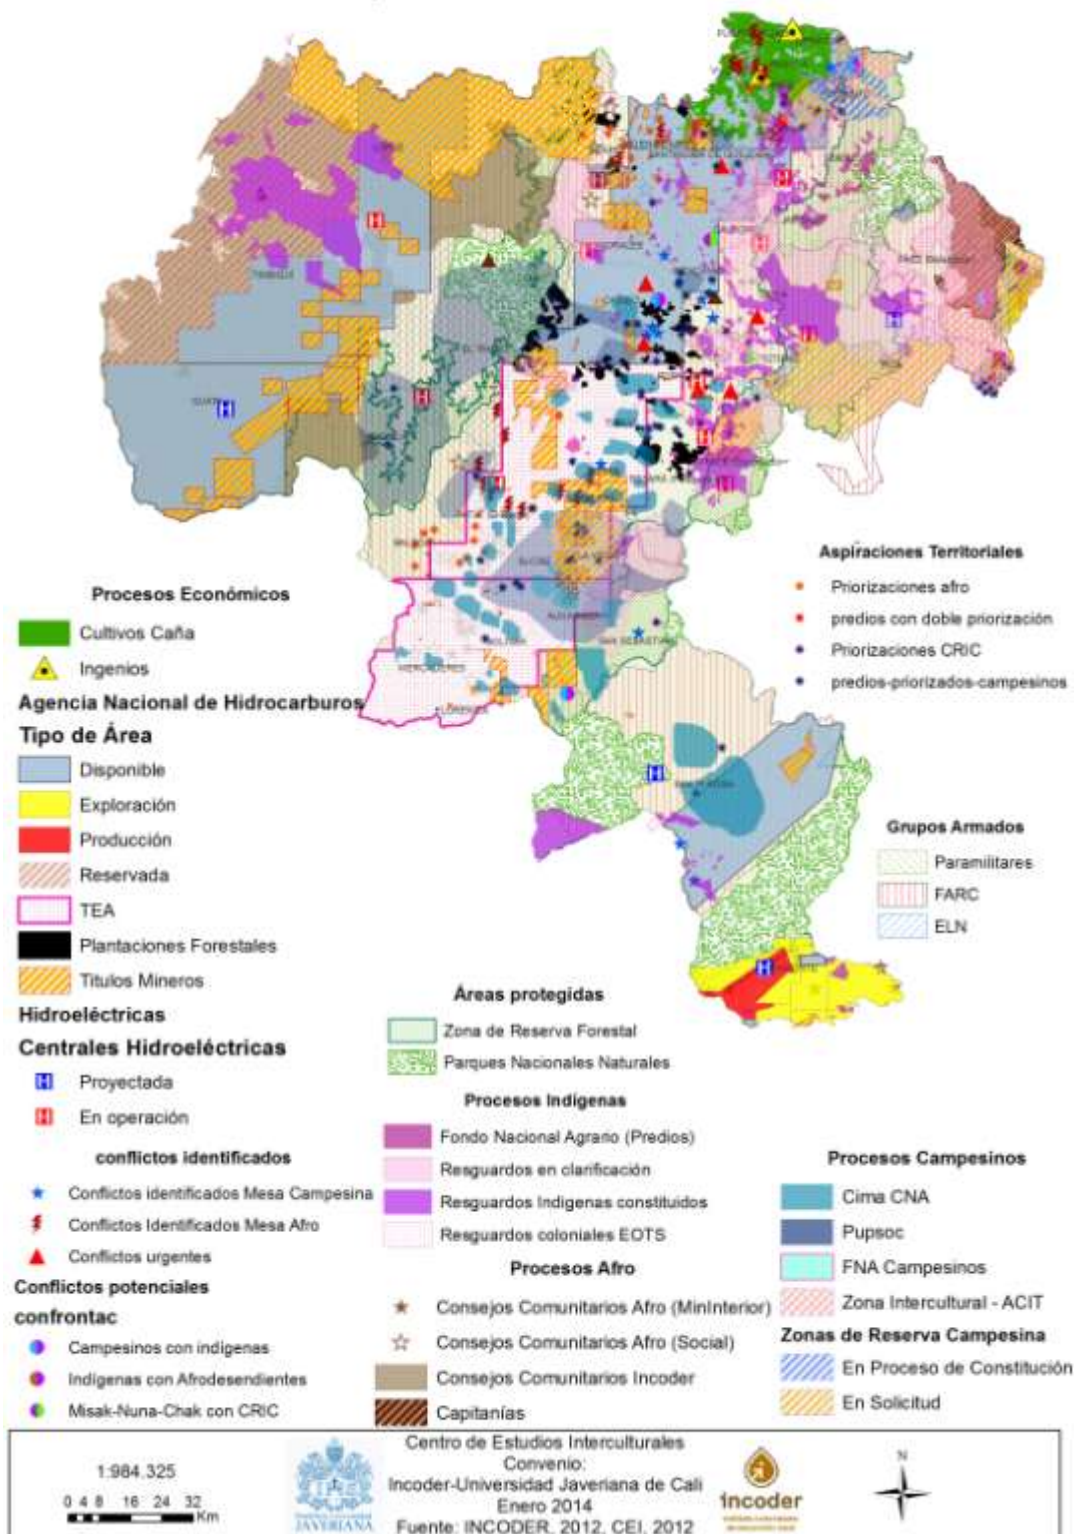 Procesos Económicos
Cultivos Caña
Ingenios
Agencia Nacional de Hidrocarburos
Tipo de Área
Disponible
Exploración
Producción
Reservada
TEA
Plantaciones Forestales
Titulos Mineros
Hidroeléctricas
Centrales Hidroeléctricas
Proyectada
En operación
conflictos identificados
Conflictos identificados Mesa Campesina
Conflictos Identificados Mesa Afro
Conflictos urgentes
Conflictos potenciales
confrontac
Campesinos con indígenas
Indígenas con Afrodesendientes
Misak-Nuna-Chak con CRIC
Áreas protegidas
Zona de Reserva Forestal
Parques Nacionales Naturales
Procesos Indígenas
Fondo Nacional Agrario (Predios)
Resguardos en clarificación
Resguardos Indigenas constituidos
Resguardos coloniales EOTS
Procesos Afro
Consejos Comunitarios Afro (MinInterior)
Consejos Comunitarios Afro (Social)
Consejos Comunitarios Incoder
Capitanías
Aspiraciones Territoriales
Priorizaciones afro
predios con doble priorización
Priorizaciones CRIC
predios-priorizados-campesinos
Grupos Armados
Paramilitares
FARC
ELN
Procesos Campesinos
Cima CNA
Pupsoc
FNA Campesinos
Zona Intercultural - ACIT
Zonas de Reserva Campesina
En Proceso de Constitución
En Solicitud
1:984.325
0 4 8 16 24 32
Km
JAVERIANA
Centro de Estudios Interculturales
Convenio:
Incoder-Universidad Javeriana de Cali
Enero 2014
Fuente: INCODER, 2012, CEI, 2012
incoder
N